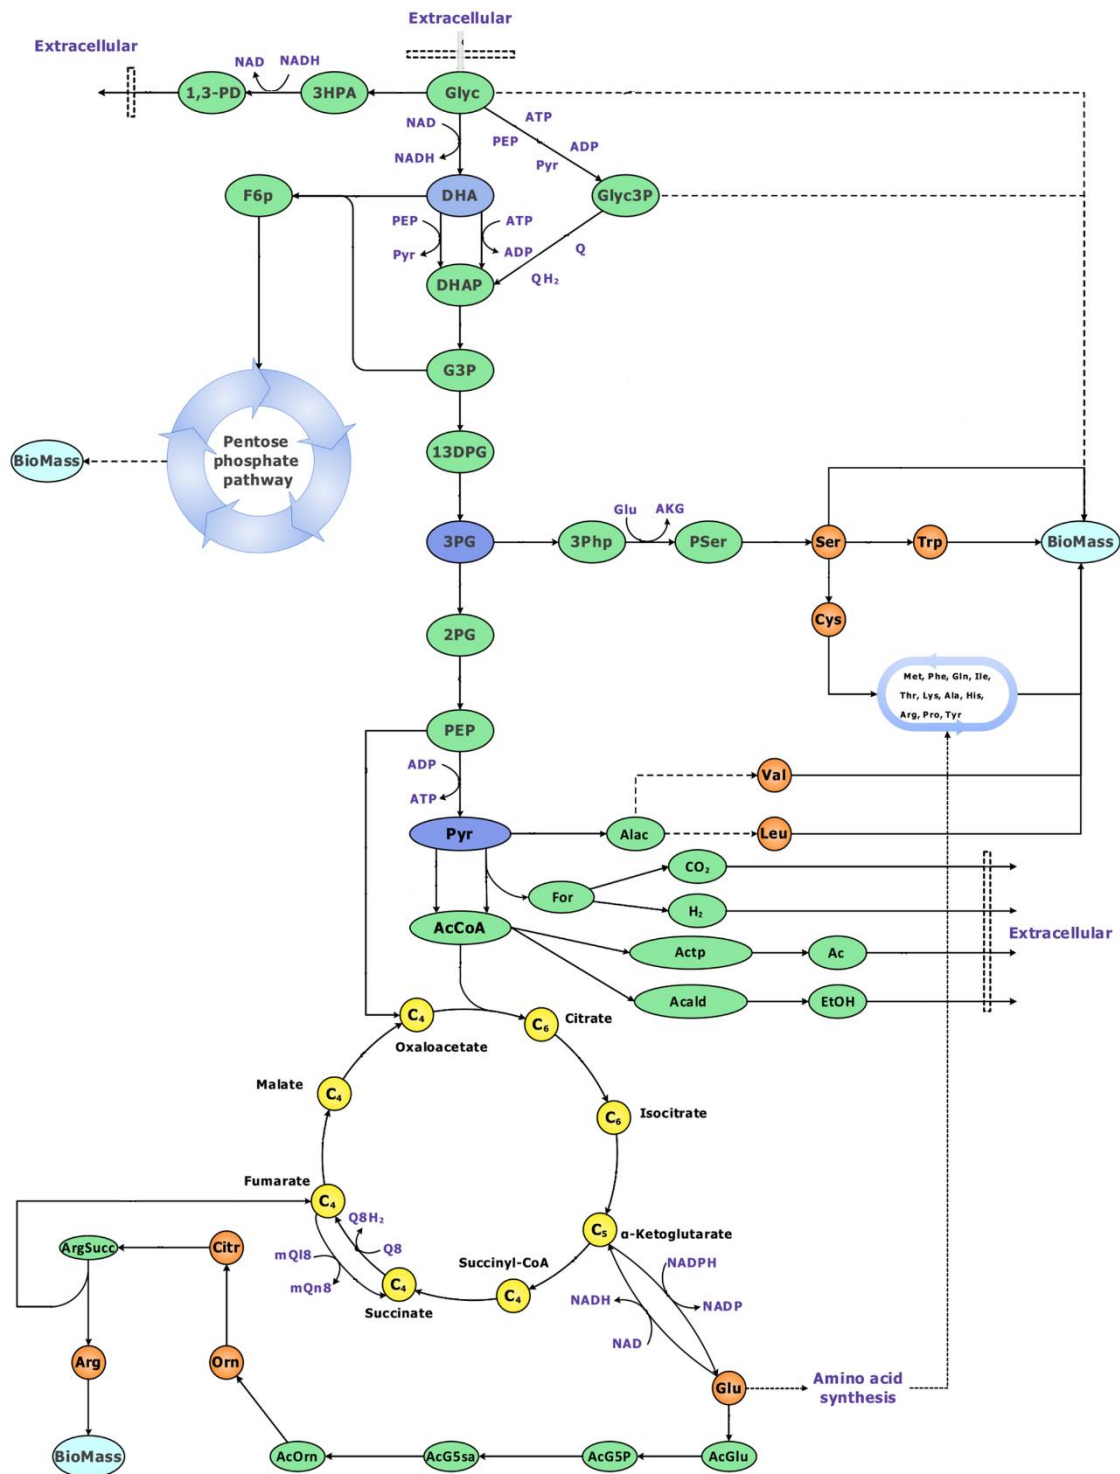 Extracellular
Extracellular
NAD
NADH
1,3-PD
3HPA
Glyc
ATP
NAD
PEP
ADP
NADH
Pyr
F6p
DHA
Glyc3P
PEP
ATP
Pyr
ADP
Q
QH₂
DHAP
G3P
13DPG
Pentose
phosphate
pathway
BioMass
Glu
AKG
3PG
3Php
PSer
Ser
Trp
BioMass
Cys
2PG
Met, Phe, Gln, Ile,
Thr, Lys, Ala, His,
Arg, Pro, Tyr
PEP
ADP
ATP
Val
Pyr
Alac
Leu
CO₂
For
H₂
AcCoA
Extracellular
Actp
Ac
Acald
EtOH
C₄
Oxaloacetate
C₆
Citrate
Malate
C₄
C₆
Isocitrate
Fumarate
C₄
Q8H₂
Q8
C₅
α-Ketoglutarate
ArgSucc
Citr
mQl8
mQn8
Succinyl-CoA
C₄
C₄
Succinate
NADPH
NADH
NADP
NAD
Arg
Orn
Glu
Amino acid
synthesis
BioMass
AcOrn
AcG5sa
AcG5P
AcGlu